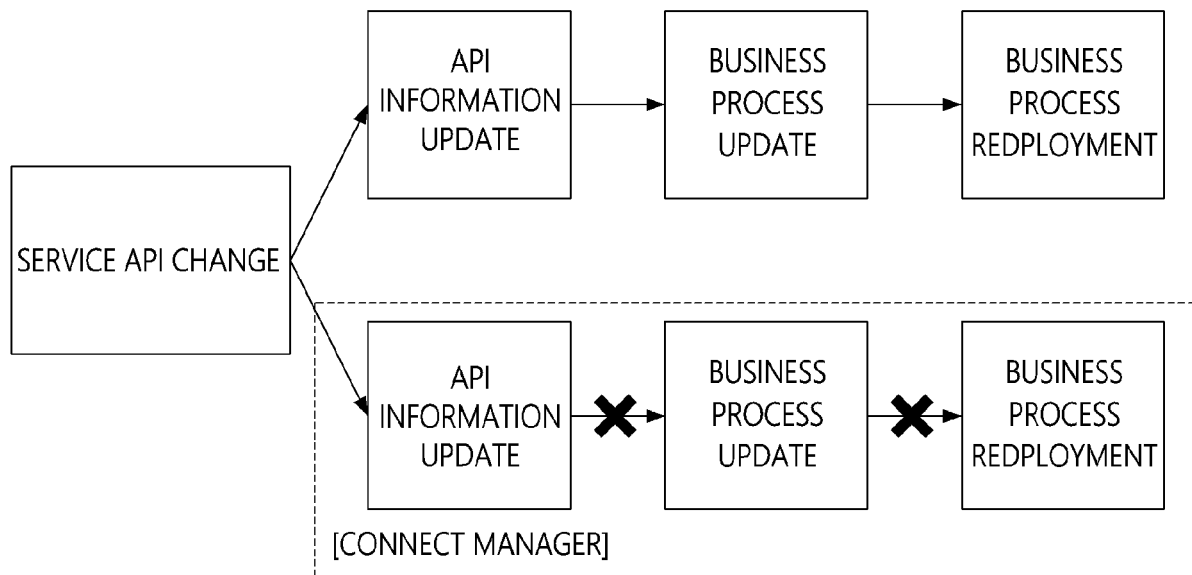 API
INFORMATION
UPDATE
BUSINESS
PROCESS
UPDATE
BUSINESS
PROCESS
REDPLOYMENT
SERVICE API CHANGE
API
INFORMATION
UPDATE
BUSINESS
PROCESS
UPDATE
BUSINESS
PROCESS
REDPLOYMENT
[CONNECT MANAGER]